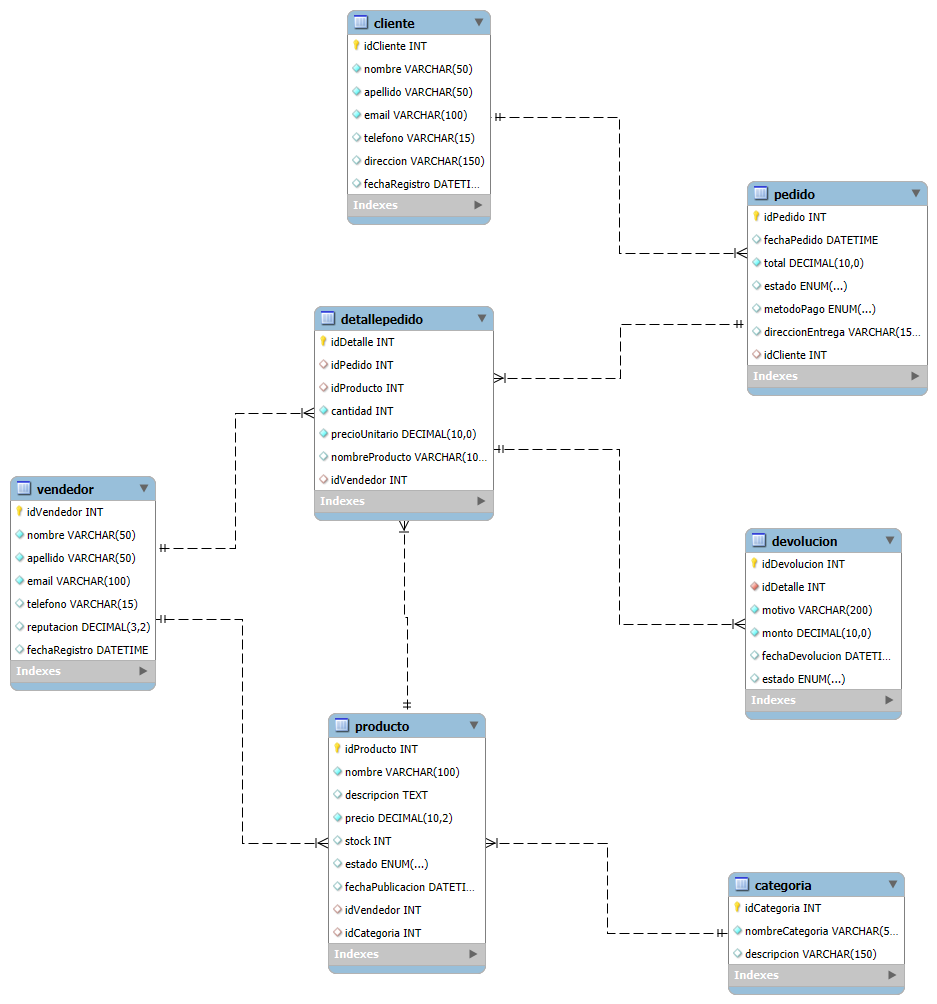 cliente
idCliente INT
nombre VARCHAR(50)
apellido VARCHAR(50)
email VARCHAR(100)
telefono VARCHAR(15)
direccion VARCHAR(150)
fechaRegistro DATETI...
Indexes
pedido
idPedido INT
fechaPedido DATETIME
total DECIMAL(10,0)
estado ENUM(...)
metodoPago ENUM(...)
direccionEntrega VARCHAR(15...
idCliente INT
Indexes
detallepedido
idDetalle INT
idPedido INT
idProducto INT
cantidad INT
precioUnitario DECIMAL(10,0)
nombreProducto VARCHAR(10...
idVendedor INT
Indexes
vendedor
idVendedor INT
nombre VARCHAR(50)
apellido VARCHAR(50)
email VARCHAR(100)
telefono VARCHAR(15)
reputacion DECIMAL(3,2)
fechaRegistro DATETIME
Indexes
devolucion
idDevolucion INT
idDetalle INT
motivo VARCHAR(200)
monto DECIMAL(10,0)
fechaDevolucion DATETI...
estado ENUM(...)
Indexes
producto
idProducto INT
nombre VARCHAR(100)
descripcion TEXT
precio DECIMAL(10,2)
stock INT
estado ENUM(...)
fechaPublicacion DATETI...
idVendedor INT
idCategoria INT
Indexes
categoria
idCategoria INT
nombreCategoria VARCHAR(5...
descripcion VARCHAR(150)
Indexes